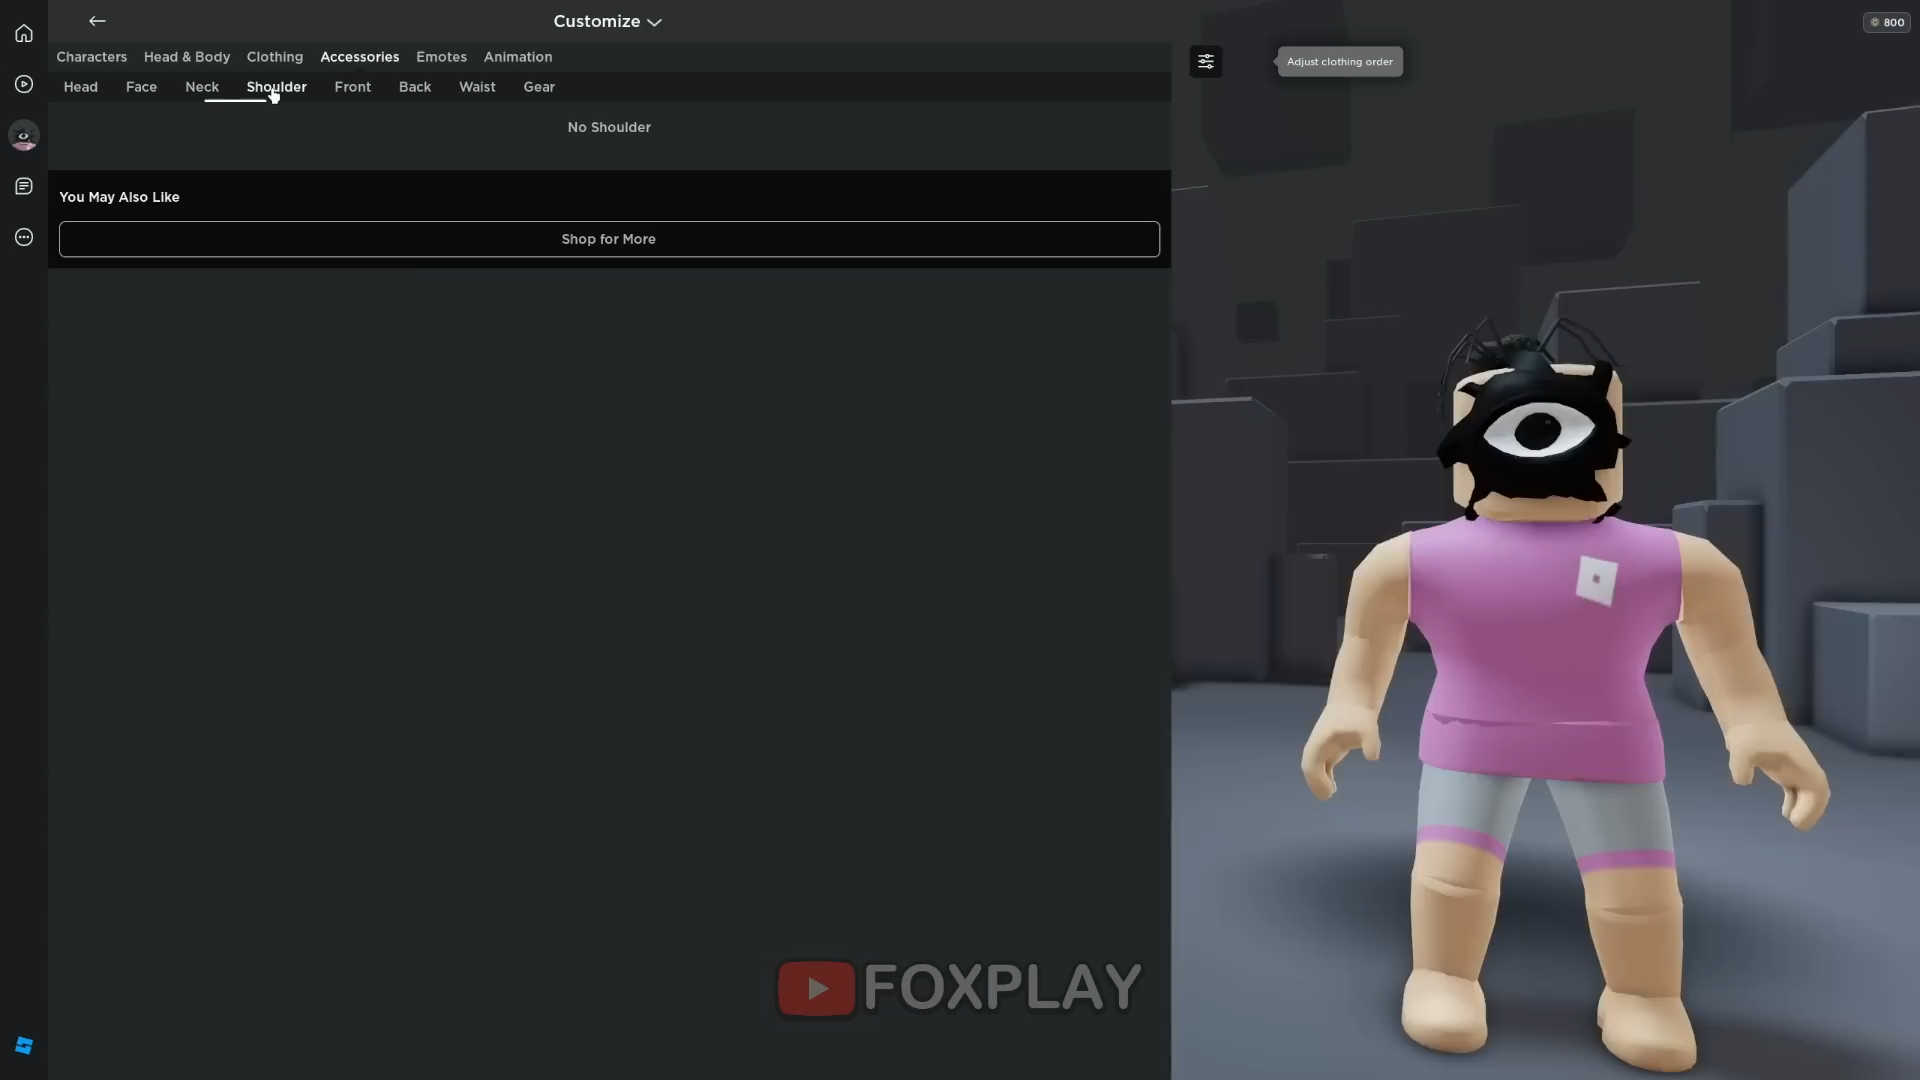 Customize
800
Characters Head & Body Clothing Accessories Emotes Animation
Adjust clothing order
Head Face Neck Shoulder Front Back Waist Gear
No Shoulder
You May Also Like
Shop for More
FOXPLAY